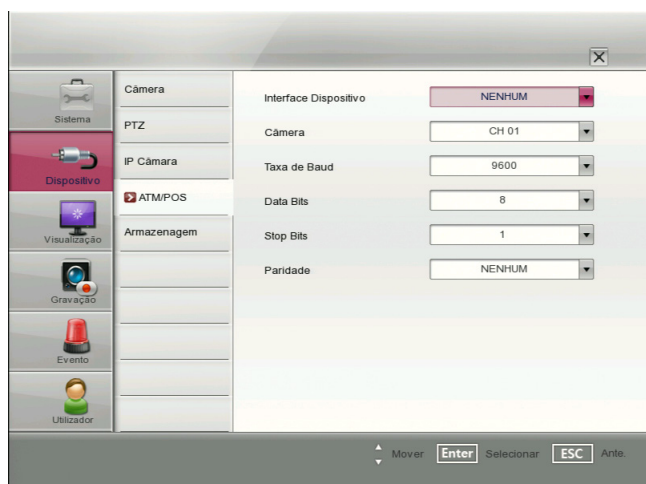 Sistema
Dispositivo
Visualização
Gravação
Evento
Utilizador
Câmera
PTZ
IP Câmara
ATM/POS
Armazenagem
Interface Dispositivo NENHUM
Câmera CH 01
Taxa de Baud 9600
Data Bits 8
Stop Bits 1
Paridade NENHUM
Mover Enter Selecionar ESC Ante.